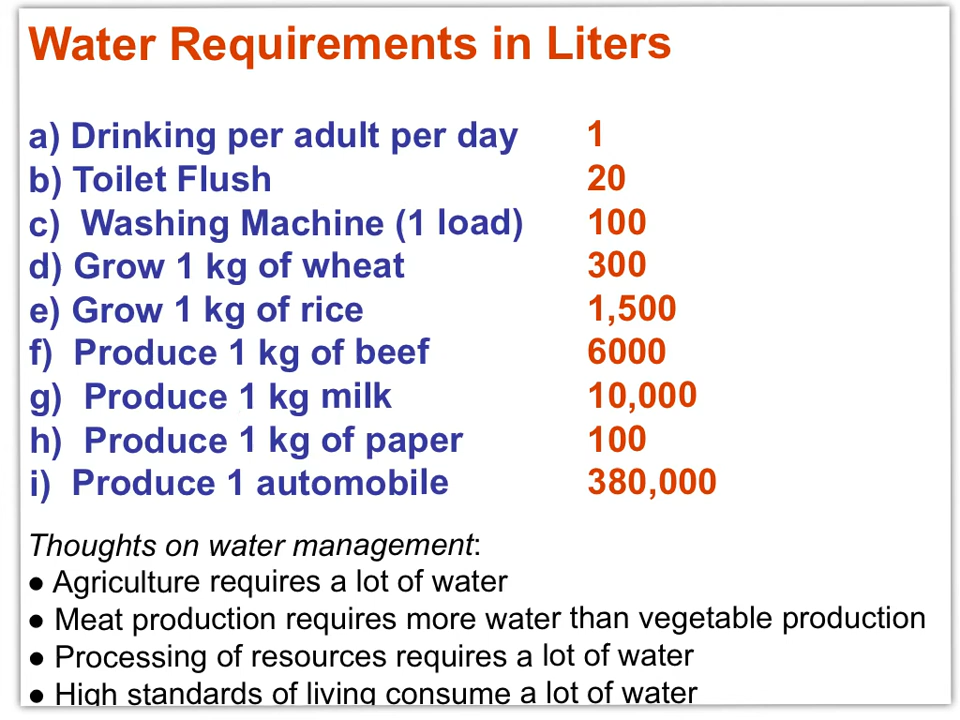 Water Requirements in Liters
a) Drinking per adult per day 1
b) Toilet Flush 20
c) Washing Machine (1 load) 100
d) Grow 1 kg of wheat 300
e) Grow 1 kg of rice 1,500
f) Produce 1 kg of beef 6000
g) Produce 1 kg milk 10,000
h) Produce 1 kg of paper 100
i) Produce 1 automobile 380,000
Thoughts on water management:
● Agriculture requires a lot of water
● Meat production requires more water than vegetable production
● Processing of resources requires a lot of water
● High standards of living consume a lot of water